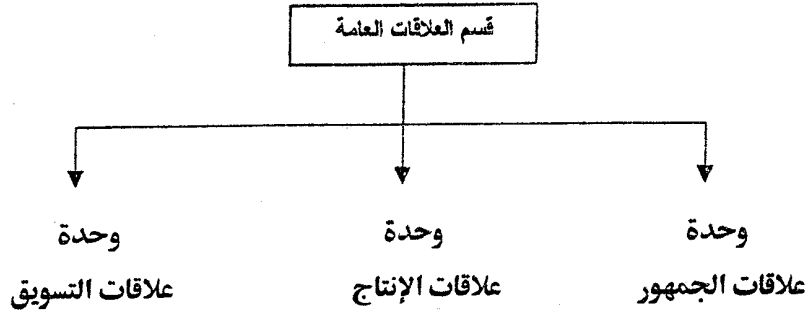 قسم العلاقات العامة
وحدة
علاقات الجمهور
وحدة
علاقات الإنتاج
وحدة
علاقات التسويق